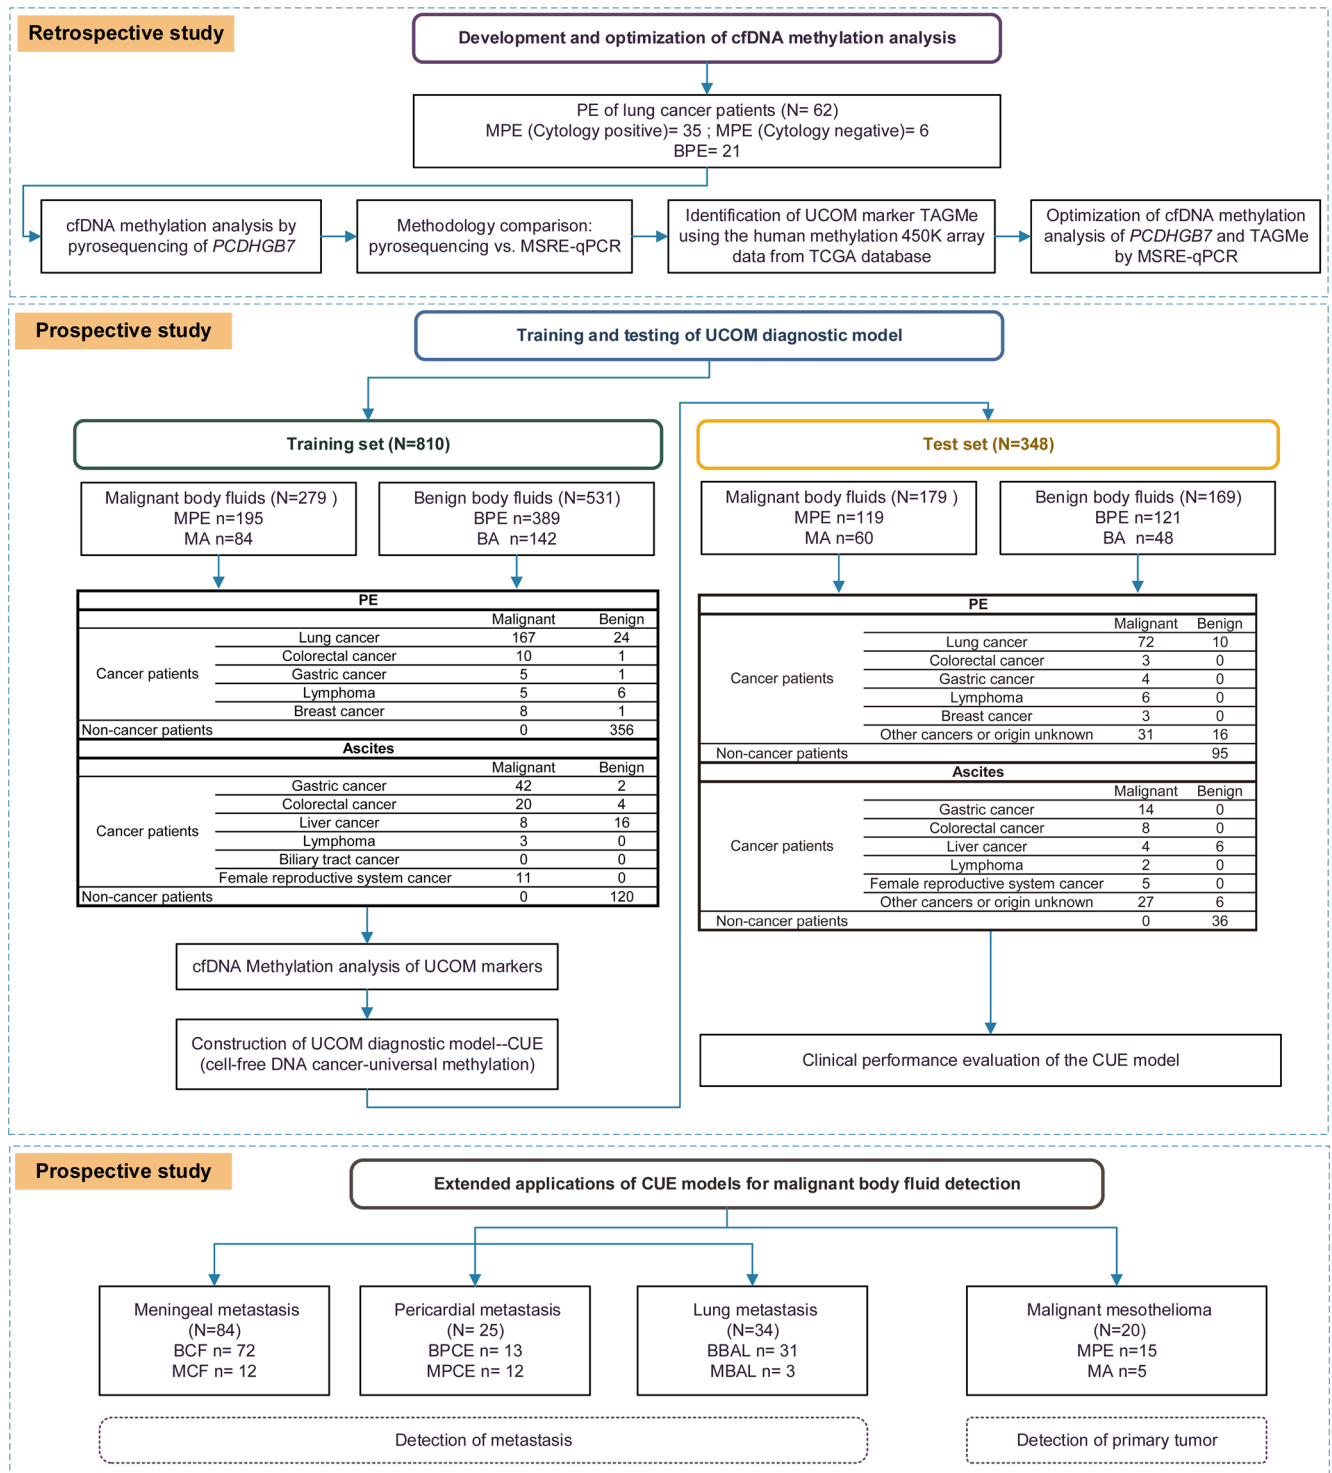 Retrospective study
Development and optimization of cfDNA methylation analysis
PE of lung cancer patients (N= 62)
MPE (Cytology positive)= 35 ; MPE (Cytology negative)= 6
BPE= 21
cfDNA methylation analysis by
pyrosequencing of PCDHGB7
Methodology comparison:
pyrosequencing vs. MSRE-qPCR
Identification of UCOM marker TAGMe
using the human methylation 450K array
data from TCGA database
Optimization of cfDNA methylation
analysis of PCDHGB7 and TAGMe
by MSRE-qPCR
Prospective study
Training and testing of UCOM diagnostic model
Training set (N=810)
Malignant body fluids (N=279 )
MPE n=195
MA n=84
Benign body fluids (N=531)
BPE n=389
BA n=142
PE
Malignant Benign
Cancer patients
Lung cancer 167 24
Colorectal cancer 10 1
Gastric cancer 5 1
Lymphoma 5 6
Breast cancer 8 1
Non-cancer patients 0 356
Ascites
Malignant Benign
Cancer patients
Gastric cancer 42 2
Colorectal cancer 20 4
Liver cancer 8 16
Lymphoma 3 0
Biliary tract cancer 0 0
Female reproductive system cancer 11 0
Non-cancer patients 0 120
cfDNA Methylation analysis of UCOM markers
Construction of UCOM diagnostic model--CUE
(cell-free DNA cancer-universal methylation)
Test set (N=348)
Malignant body fluids (N=179 )
MPE n=119
MA n=60
Benign body fluids (N=169)
BPE n=121
BA n=48
PE
Malignant Benign
Cancer patients
Lung cancer 72 10
Colorectal cancer 3 0
Gastric cancer 4 0
Lymphoma 6 0
Breast cancer 3 0
Other cancers or origin unknown 31 16
Non-cancer patients 95
Ascites
Malignant Benign
Cancer patients
Gastric cancer 14 0
Colorectal cancer 8 0
Liver cancer 4 6
Lymphoma 2 0
Female reproductive system cancer 5 0
Other cancers or origin unknown 27 6
Non-cancer patients 0 36
Clinical performance evaluation of the CUE model
Prospective study
Extended applications of CUE models for malignant body fluid detection
Meningeal metastasis
(N=84)
BCF n= 72
MCF n= 12
Pericardial metastasis
(N= 25)
BPCE n= 13
MPCE n= 12
Lung metastasis
(N=34)
BBAL n= 31
MBAL n= 3
Malignant mesothelioma
(N=20)
MPE n=15
MA n=5
Detection of metastasis
Detection of primary tumor